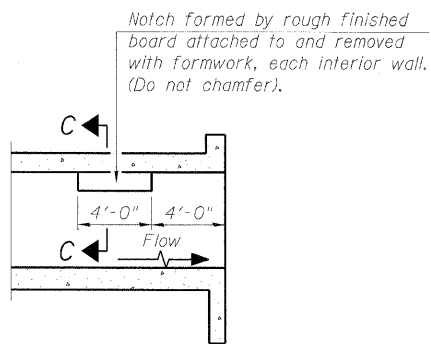 Notch formed by rough finished
board attached to and removed
with formwork, each interior wall.
(Do not chamfer).
C
4'-0" 4'-0"
C Flow